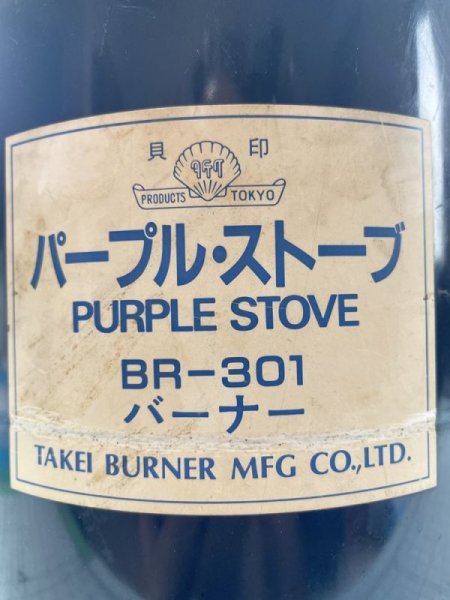 貝 印
PRODUCTS TOKYO
パープル・ストーブ
PURPLE STOVE
BR-301
バーナー
TAKEI BURNER MFG CO.,LTD.